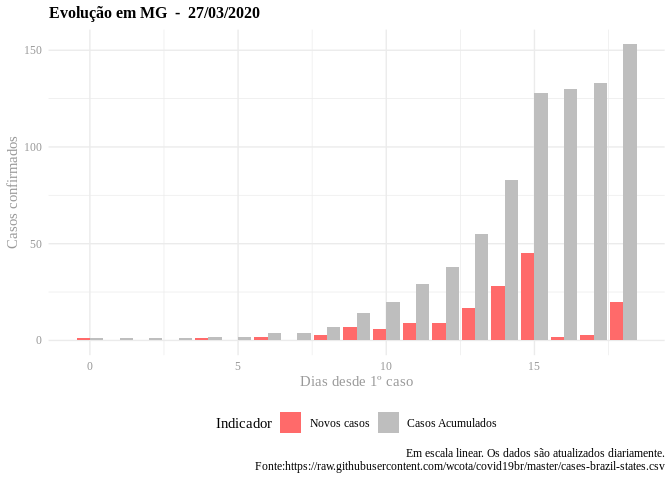 Evolução em MG  -  27/03/2020
Casos confirmados
150
100
50
0
0
5
10
15
Dias desde 1º caso
Indicador Novos casos Casos Acumulados
Em escala linear. Os dados são atualizados diariamente.
Fonte:https://raw.githubusercontent.com/wcota/covid19br/master/cases-brazil-states.csv